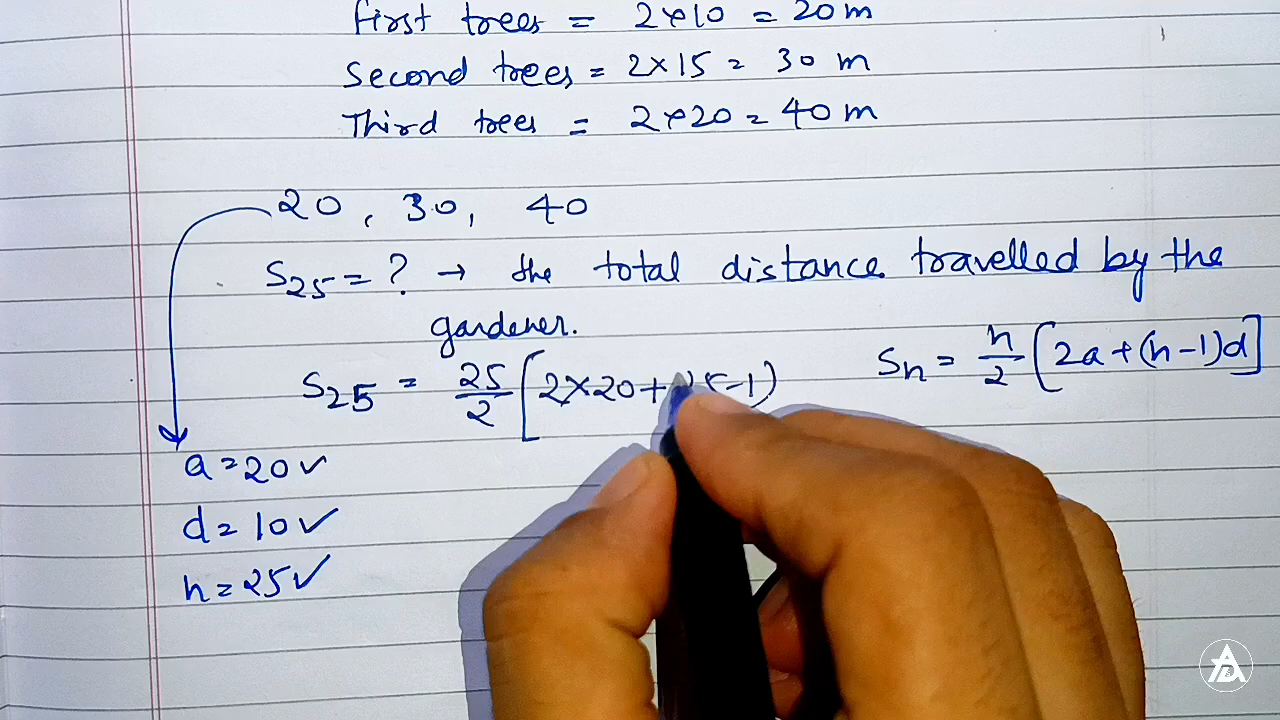 First trees = 2×10 = 20 m
Second trees = 2×15 = 30 m
Third trees = 2×20 = 40 m
20, 30, 40
S25 = ? → the total distance travelled by the
gardener.
S25 = 25/2 [2×20+ -1)
Sn = n/2 [2a+(n-1)d]
a=20✓
d=10✓
n=25✓